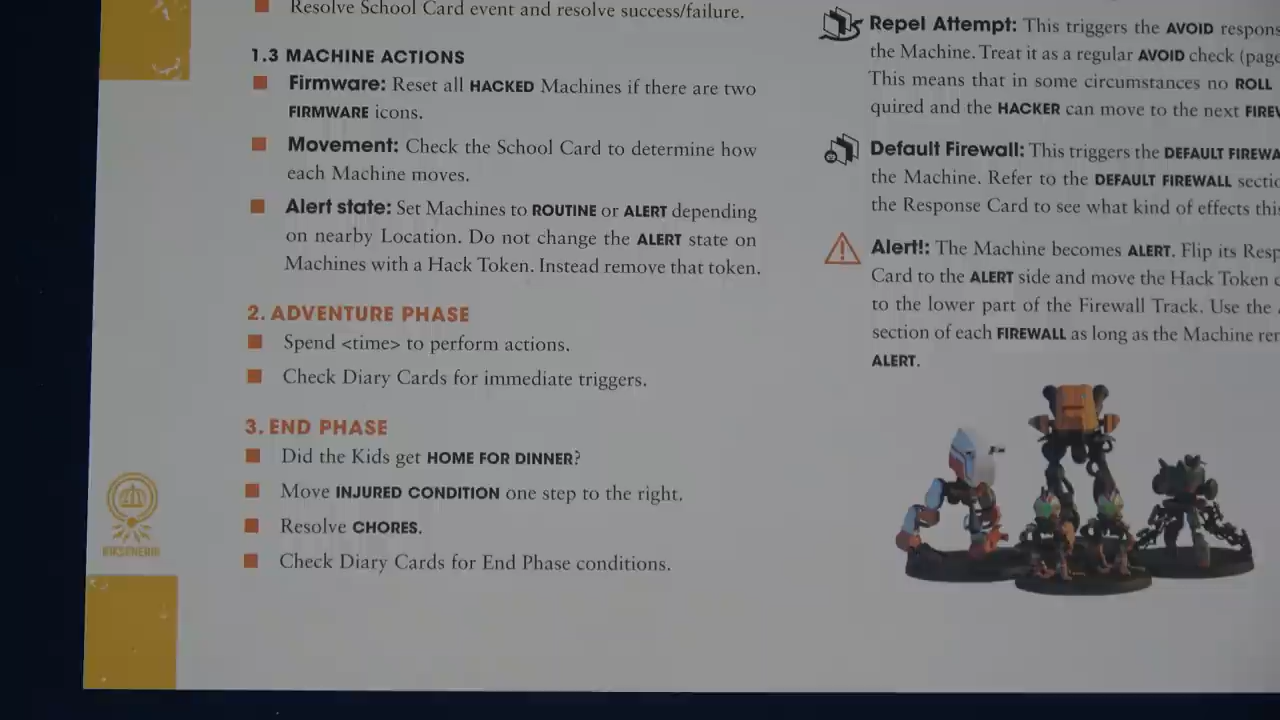 Resolve School Card event and resolve success/failure.
1.3 MACHINE ACTIONS
Firmware: Reset all HACKED Machines if there are two
FIRMWARE icons.
Movement: Check the School Card to determine how
each Machine moves.
Alert state: Set Machines to ROUTINE or ALERT depending
on nearby Location. Do not change the ALERT state on
Machines with a Hack Token. Instead remove that token.
2. ADVENTURE PHASE
Spend <time> to perform actions.
Check Diary Cards for immediate triggers.
3. END PHASE
Did the Kids get HOME FOR DINNER?
Move INJURED CONDITION one step to the right.
Resolve CHORES.
Check Diary Cards for End Phase conditions.
Repel Attempt: This triggers the AVOID respons
the Machine. Treat it as a regular AVOID check (page
This means that in some circumstances no ROLL
quired and the HACKER can move to the next FIREW
Default Firewall: This triggers the DEFAULT FIREWA
the Machine. Refer to the DEFAULT FIREWALL sectio
the Response Card to see what kind of effects this
Alert!: The Machine becomes ALERT. Flip its Resp
Card to the ALERT side and move the Hack Token
to the lower part of the Firewall Track. Use the
section of each FIREWALL as long as the Machine rem
ALERT.